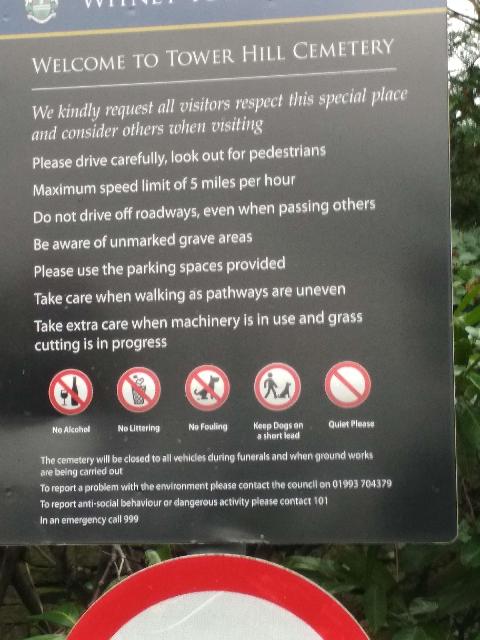 WITNEY
WELCOME TO TOWER HILL CEMETERY
We kindly request all visitors respect this special place
and consider others when visiting
Please drive carefully, look out for pedestrians
Maximum speed limit of 5 miles per hour
Do not drive off roadways, even when passing others
Be aware of unmarked grave areas
Please use the parking spaces provided
Take care when walking as pathways are uneven
Take extra care when machinery is in use and grass
cutting is in progress
No Alcohol
No Littering
No Fouling
Keep Dogs on
a short lead
Quiet Please
The cemetery will be closed to all vehicles during funerals and when ground works
are being carried out
To report a problem with the environment please contact the council on 01993 704379
To report anti-social behaviour or dangerous activity please contact 101
In an emergency call 999